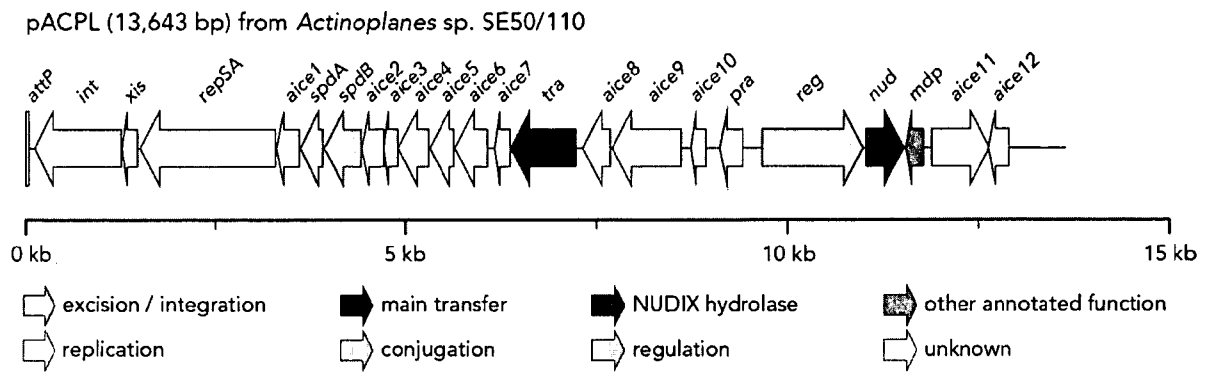 pACPL (13,643 bp) from Actinoplanes sp. SE50/110
attP int xis repSA aice1 spdA spdB aice2 aice3 aice4 aice5 aice6 aice7 tra aice8 aice9 aice10 pra reg nud mdp aice11 aice12
0 kb 5 kb 10 kb 15 kb
excision / integration main transfer NUDIX hydrolase other annotated function
replication conjugation regulation unknown